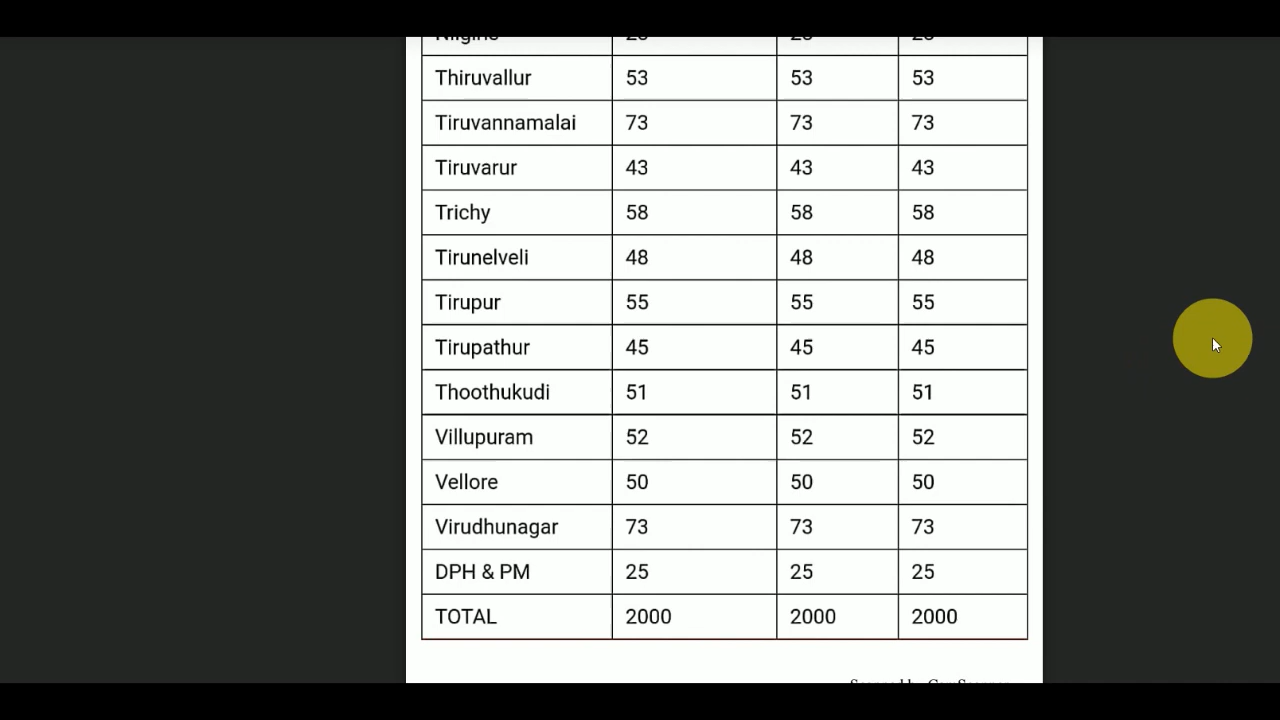 Thiruvallur 53 53 53
Tiruvannamalai 73 73 73
Tiruvarur 43 43 43
Trichy 58 58 58
Tirunelveli 48 48 48
Tirupur 55 55 55
Tirupathur 45 45 45
Thoothukudi 51 51 51
Villupuram 52 52 52
Vellore 50 50 50
Virudhunagar 73 73 73
DPH & PM 25 25 25
TOTAL 2000 2000 2000